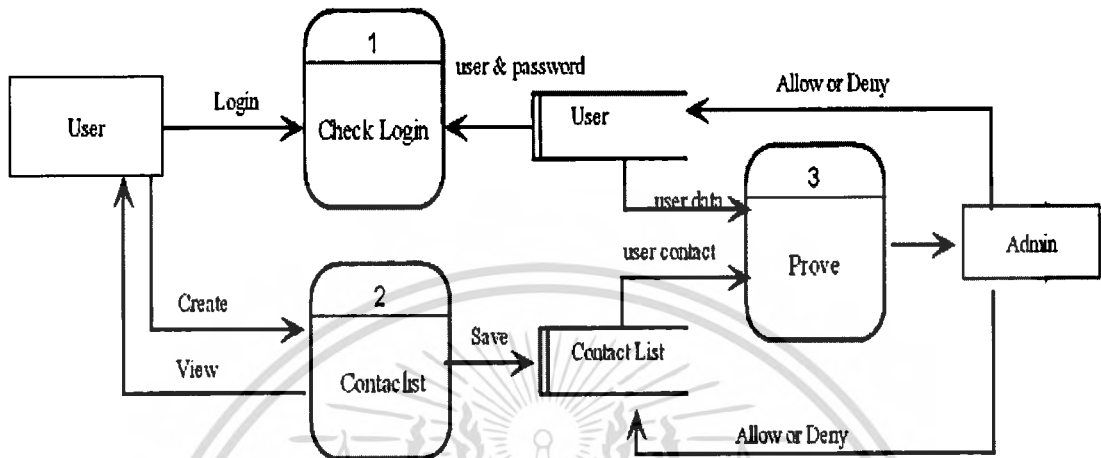 1
user & password
Allow or Deny
Login
User
User
Check Login
3
user data
Admin
user contact
Prove
2
Create
Save
Contact List
View
Contaclist
Allow or Deny